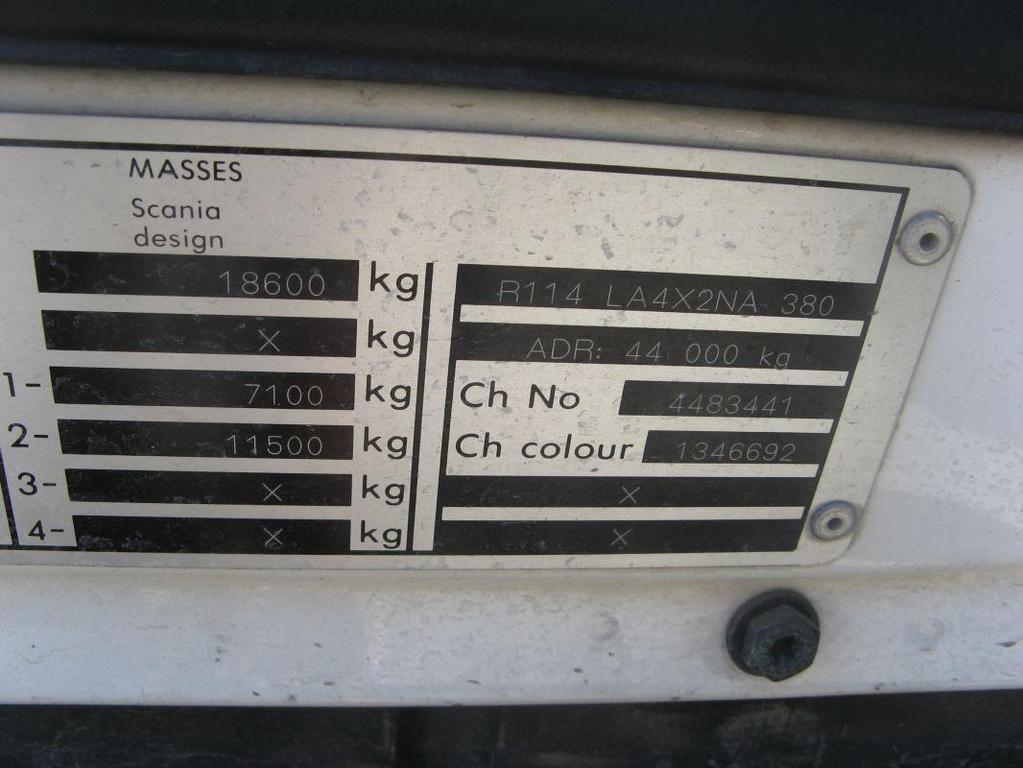 MASSES
Scania
design
18600 kg
X kg
1- 7100 kg
2- 11500 kg
3- X kg
4- X kg
R114 LA4X2NA 380
ADR: 44 000 kg
Ch No 4483441
Ch colour 1346692
X
X